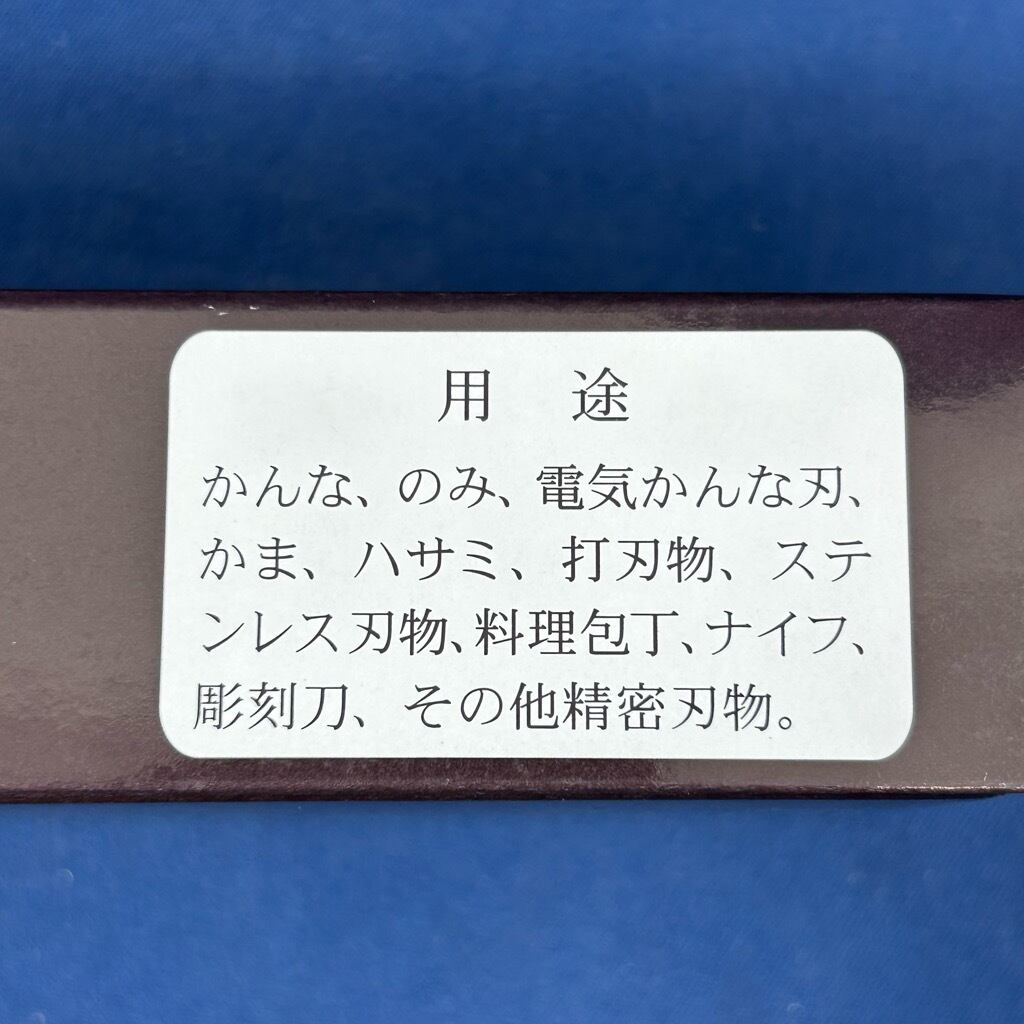 用　途
かんな、のみ、電気かんな刃、
かま、ハサミ、打刃物、ステ
ンレス刃物、料理包丁、ナイフ、
彫刻刀、その他精密刃物。